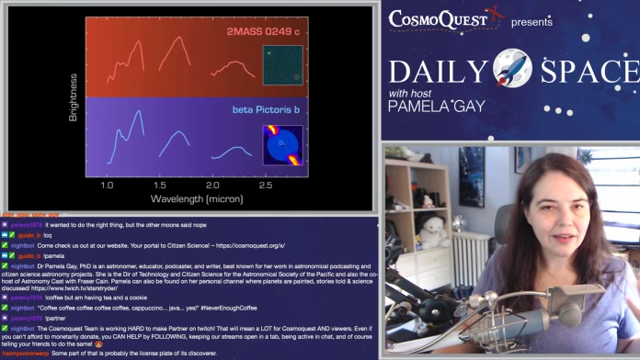 2MASS 0249 c
Brightness
beta Pictoris b
1.0 1.5 2.0 2.5
Wavelength (micron)
COSMOQUEST presents
DAILY SPACE
with host
PAMELA GAY
It wanted to do the right thing, but the other moons said nope
guido_b !cq
nightbot Come check us out at our website. Your portal to Citizen Science! - https://cosmoquest.org/x/
guido_b !pamela
nightbot Dr Pamela Gay, PhD is an astronomer, educator, podcaster, and writer, best known for her work in astronomical podcasting and
citizen science astronomy projects. She is the Dir of Technology and Citizen Science for the Astronomical Society of the Pacific and also the co-
host of Astronomy Cast with Fraser Cain. Pamela can also be found on her personal channel where planets are painted, stories told & science
discussed! https://www.twitch.tv/starstryder/
!coffee but am having tea and a cookie
nightbot "Coffee coffee coffee coffee coffee, cappuccino... java... yes!" #NeverEnoughCoffee
!partner
nightbot The Cosmoquest Team is working HARD to make Partner on twitch! That will mean a LOT for Cosmoquest AND viewers. Even if
you can't afford to monetarily donate, you can HELP by FOLLOWING, keeping our streams open in a tab, being active in chat, and of course
telling your friends to do the same!
Some part of that is probably the license plate of its discoverer.